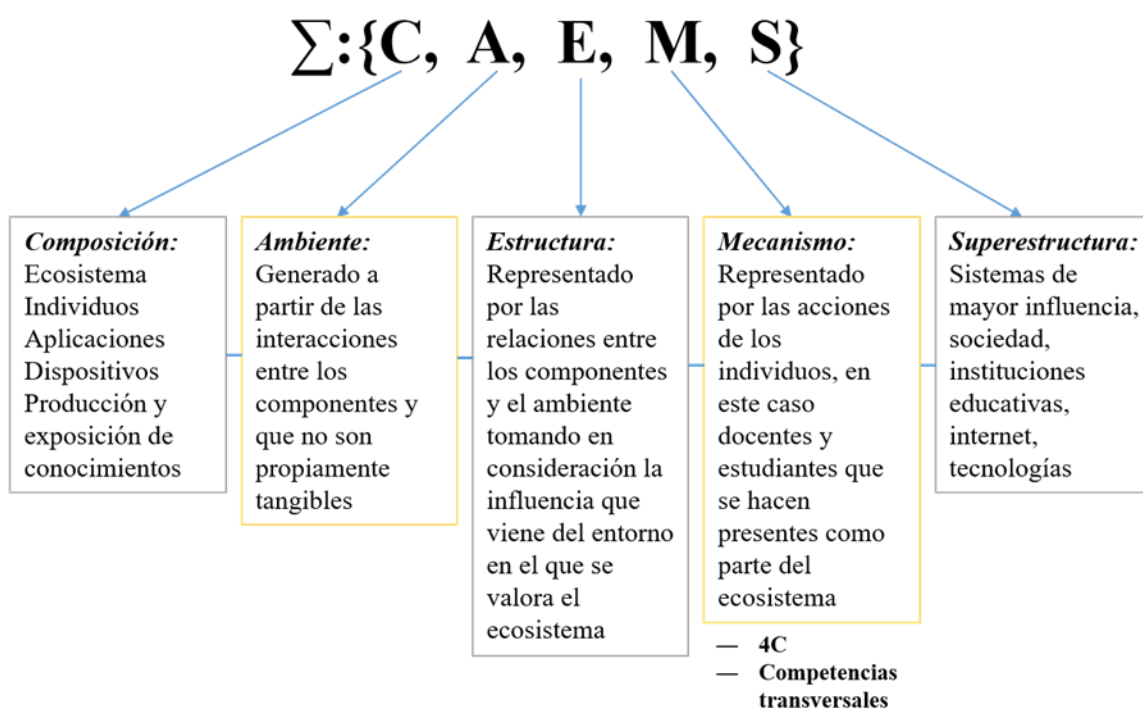 ∑:{C, A, E, M, S}
Composición:
Ecosistema
Individuos
Aplicaciones
Dispositivos
Producción y
exposición de
conocimientos
Ambiente:
Generado a
partir de las
interacciones
entre los
componentes y
que no son
propiamente
tangibles
Estructura:
Representado
por las
relaciones entre
los componentes
y el ambiente
tomando en
consideración la
influencia que
viene del entorno
en el que se
valora el
ecosistema
Mecanismo:
Representado
por las acciones
de los
individuos, en
este caso
docentes y
estudiantes que
se hacen
presentes como
parte del
ecosistema
— 4C
— Competencias
transversales
Superestructura:
Sistemas de
mayor influencia,
sociedad,
instituciones
educativas,
internet,
tecnologías